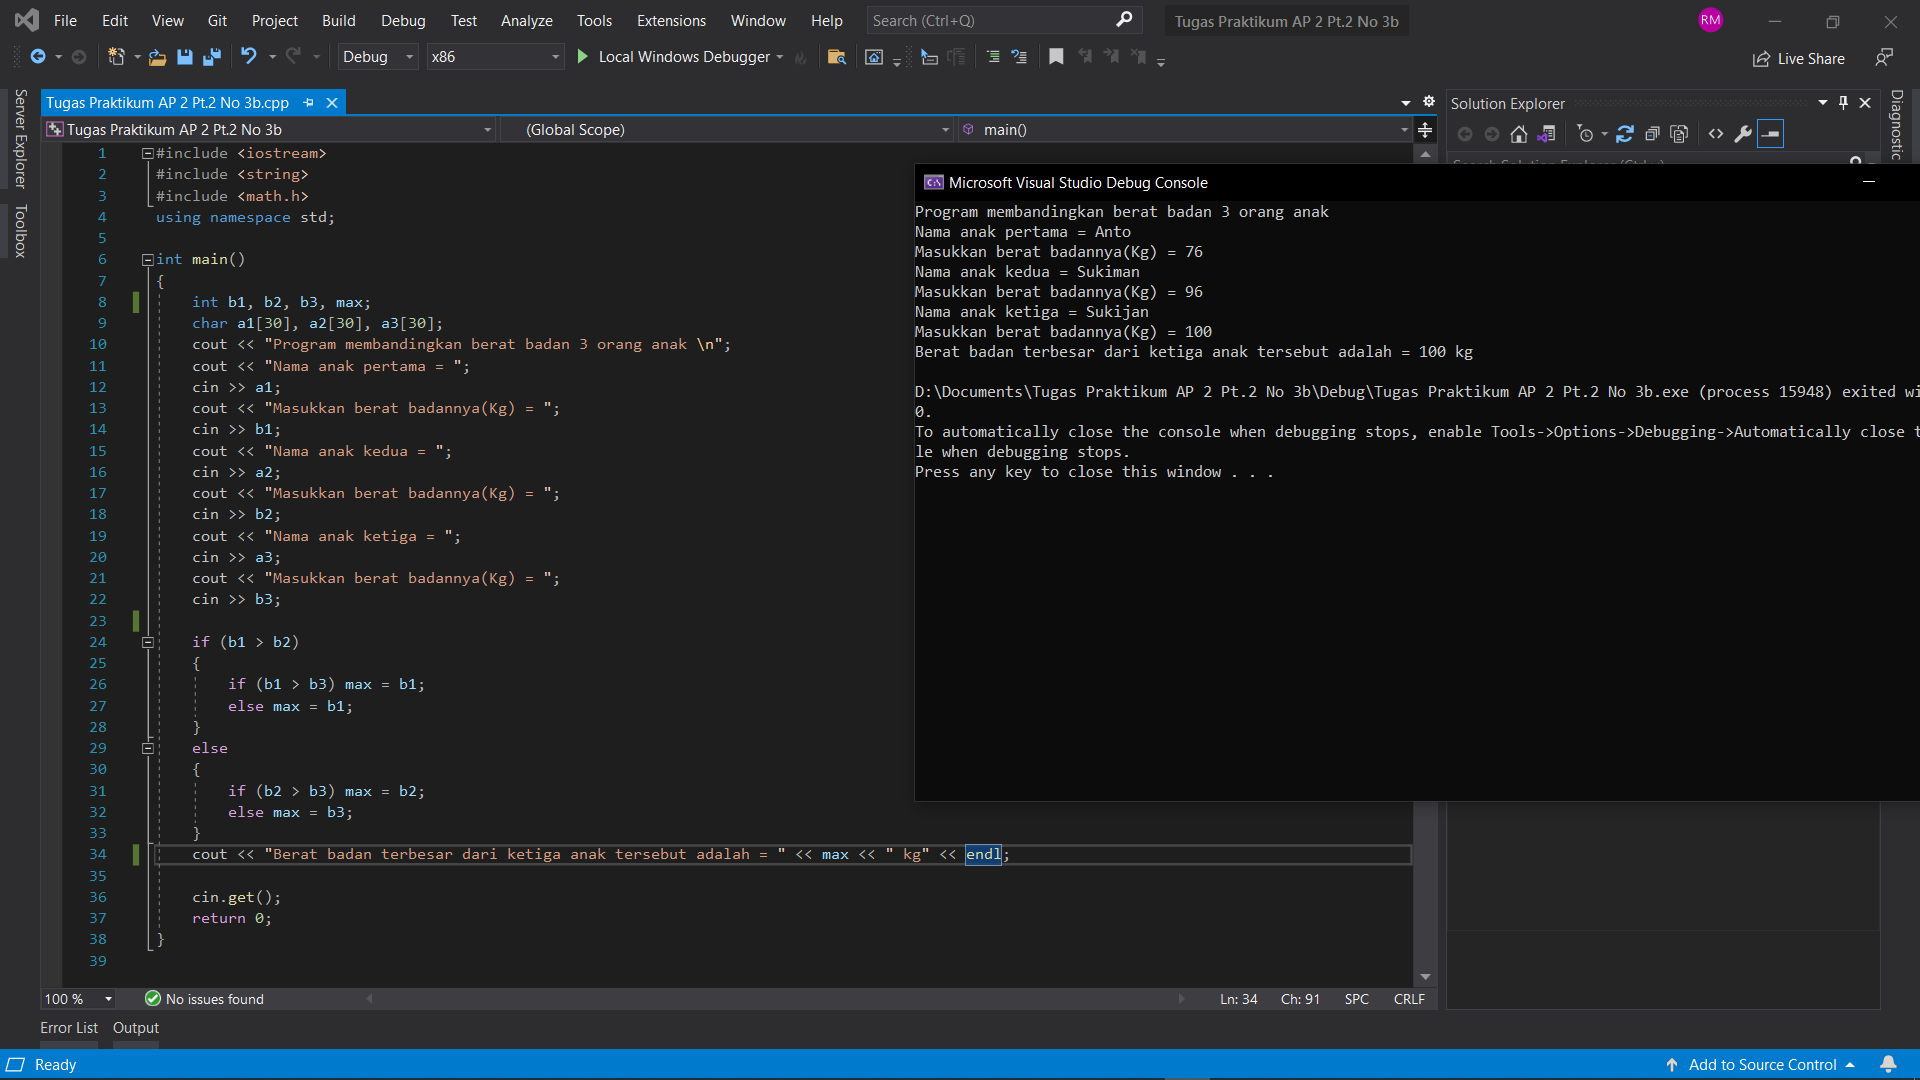 File Edit View Git Project Build Debug Test Analyze Tools Extensions Window Help Search (Ctrl+Q) Tugas Praktikum AP 2 Pt.2 No 3b RM
Debug x86 Local Windows Debugger Live Share
Server Explorer
Toolbox
Tugas Praktikum AP 2 Pt.2 No 3b.cpp
Tugas Praktikum AP 2 Pt.2 No 3b (Global Scope) main()
1 #include <iostream>
2 #include <string>
3 #include <math.h>
4 using namespace std;
5
6 int main()
7 {
8 int b1, b2, b3, max;
9 char a1[30], a2[30], a3[30];
10 cout << "Program membandingkan berat badan 3 orang anak \n";
11 cout << "Nama anak pertama = ";
12 cin >> a1;
13 cout << "Masukkan berat badannya(Kg) = ";
14 cin >> b1;
15 cout << "Nama anak kedua = ";
16 cin >> a2;
17 cout << "Masukkan berat badannya(Kg) = ";
18 cin >> b2;
19 cout << "Nama anak ketiga = ";
20 cin >> a3;
21 cout << "Masukkan berat badannya(Kg) = ";
22 cin >> b3;
23
24 if (b1 > b2)
25 {
26 if (b1 > b3) max = b1;
27 else max = b1;
28 }
29 else
30 {
31 if (b2 > b3) max = b2;
32 else max = b3;
33 }
34 cout << "Berat badan terbesar dari ketiga anak tersebut adalah = " << max << " kg" << endl;
35
36 cin.get();
37 return 0;
38 }
39
Microsoft Visual Studio Debug Console
Program membandingkan berat badan 3 orang anak
Nama anak pertama = Anto
Masukkan berat badannya(Kg) = 76
Nama anak kedua = Sukiman
Masukkan berat badannya(Kg) = 96
Nama anak ketiga = Sukijan
Masukkan berat badannya(Kg) = 100
Berat badan terbesar dari ketiga anak tersebut adalah = 100 kg
D:\Documents\Tugas Praktikum AP 2 Pt.2 No 3b\Debug\Tugas Praktikum AP 2 Pt.2 No 3b.exe (process 15948) exited wi
0.
To automatically close the console when debugging stops, enable Tools->Options->Debugging->Automatically close t
le when debugging stops.
Press any key to close this window . . .
Solution Explorer
Diagnostic
100 % No issues found Ln: 34 Ch: 91 SPC CRLF
Error List Output
Ready Add to Source Control